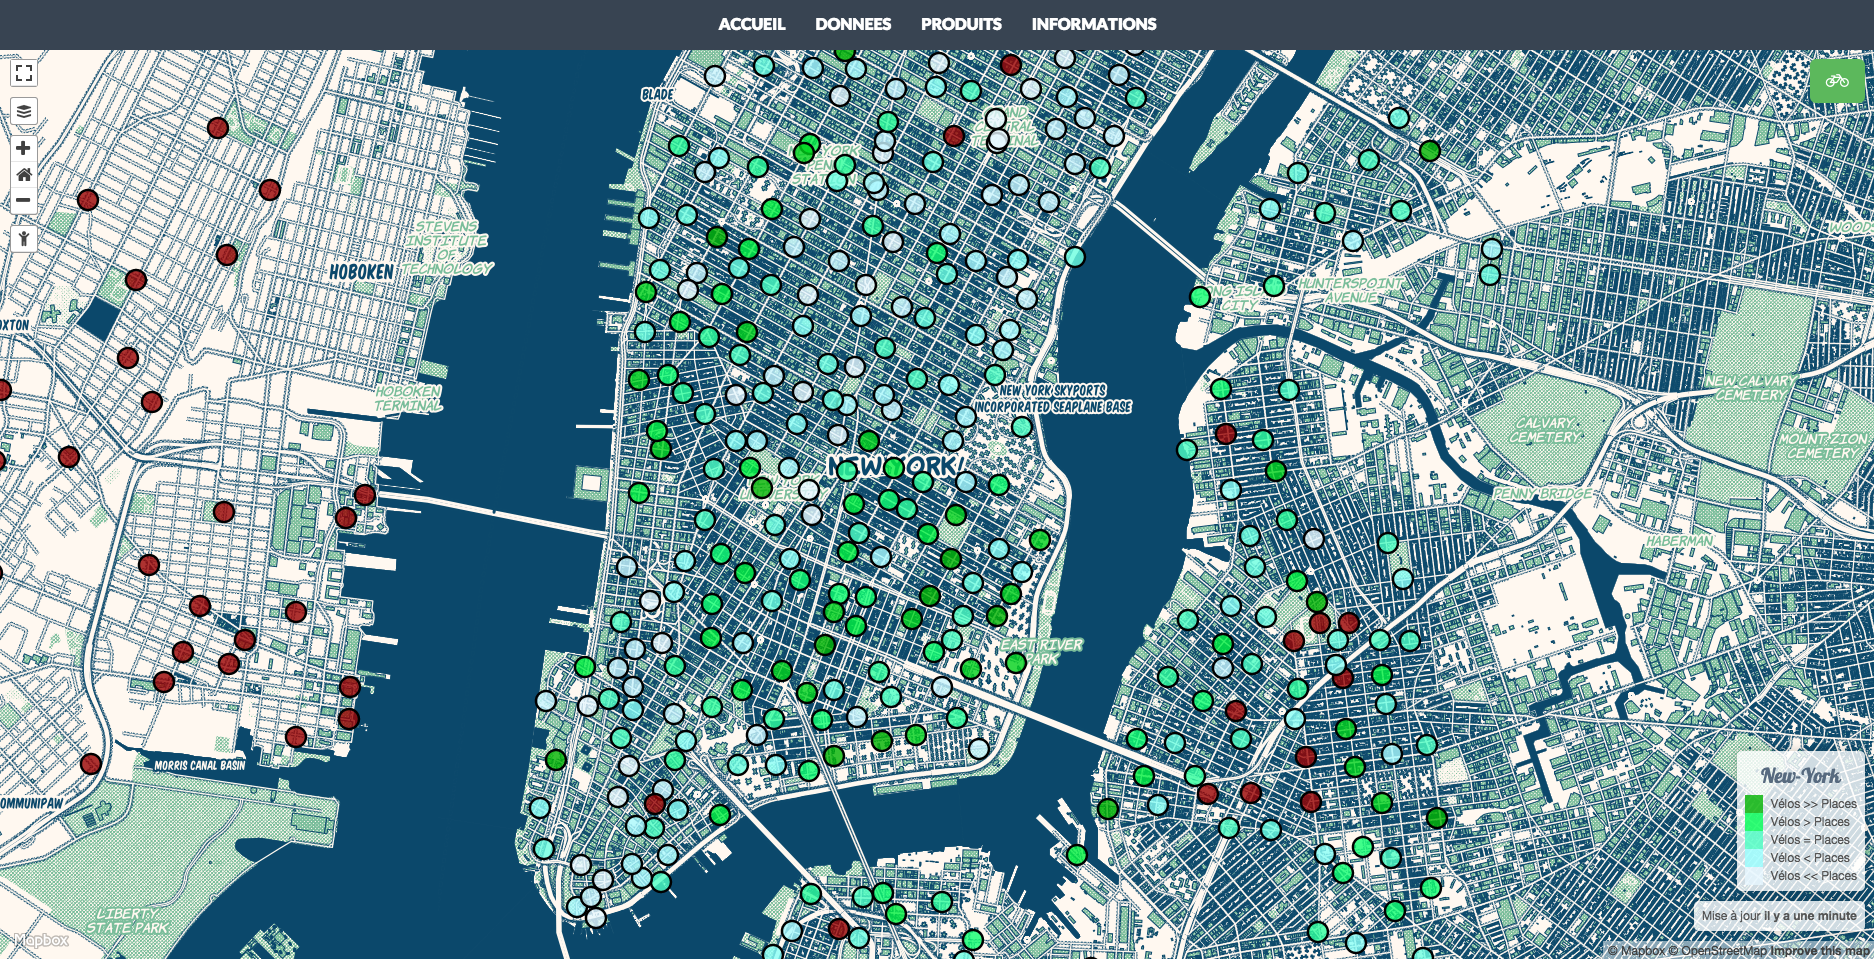 ACCUEIL DONNEES PRODUITS INFORMATIONS
BLADE
STEVENS
INSTITUTE
OF
TECHNOLOGY
HOBOKEN
HUNTERSPOINT
AVENUE
CITY
HOBOKEN
TERMINAL
NEW YORK SKYPORTS
INCORPORATED SEAPLANE BASE
NEW CALVARY
CEMETERY
CALVARY
CEMETERY
MOUNT ZION
CEMETERY
NEW YORK
PENNY BRIDGE
HABERMAN
EAST RIVER
PARK
MORRIS CANAL BASIN
OMMUNIPAW
LIBERTY
STATE PARK
New-York
Vélos >> Places
Vélos > Places
Vélos = Places
Vélos < Places
Vélos << Places
Mise à jour il y a une minute
Mapbox
© Mapbox © OpenStreetMap Improve this map